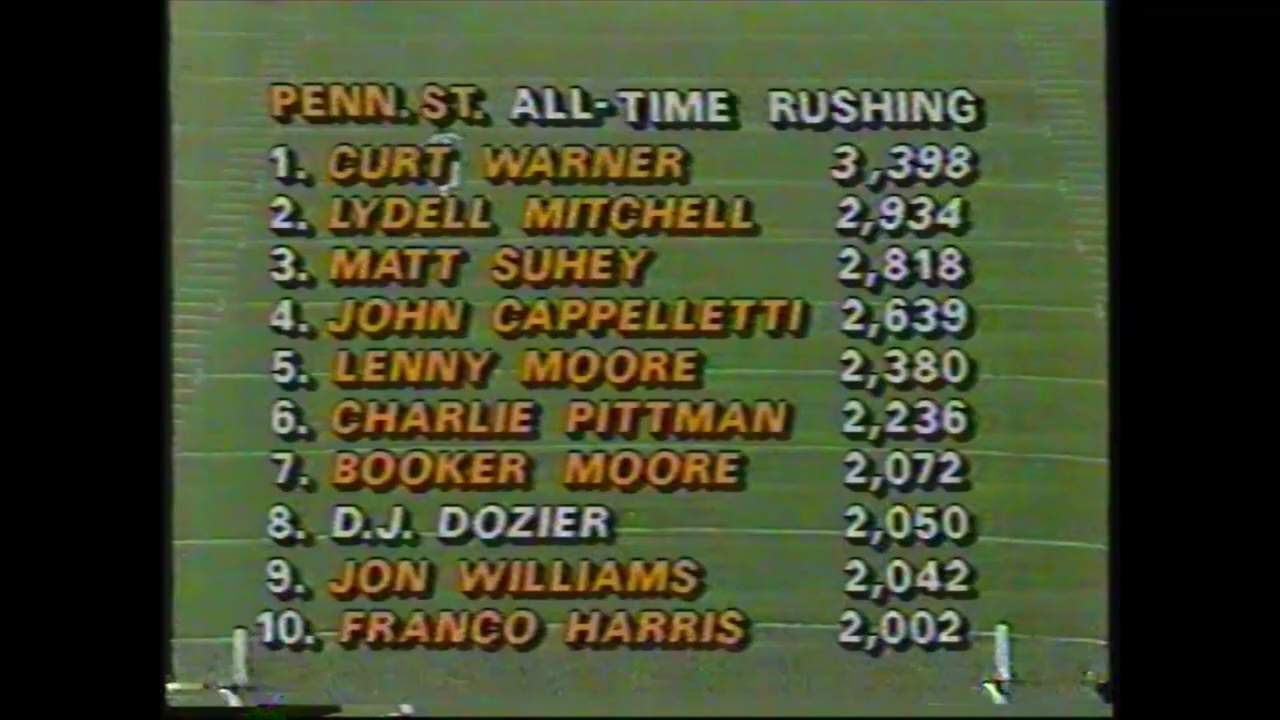 PENN. ST. ALL-TIME RUSHING
1. CURT WARNER 3,398
2. LYDELL MITCHELL 2,934
3. MATT SUHEY 2,818
4. JOHN CAPPELLETTI 2,639
5. LENNY MOORE 2,380
6. CHARLIE PITTMAN 2,236
7. BOOKER MOORE 2,072
8. D.J. DOZIER 2,050
9. JON WILLIAMS 2,042
10. FRANCO HARRIS 2,002